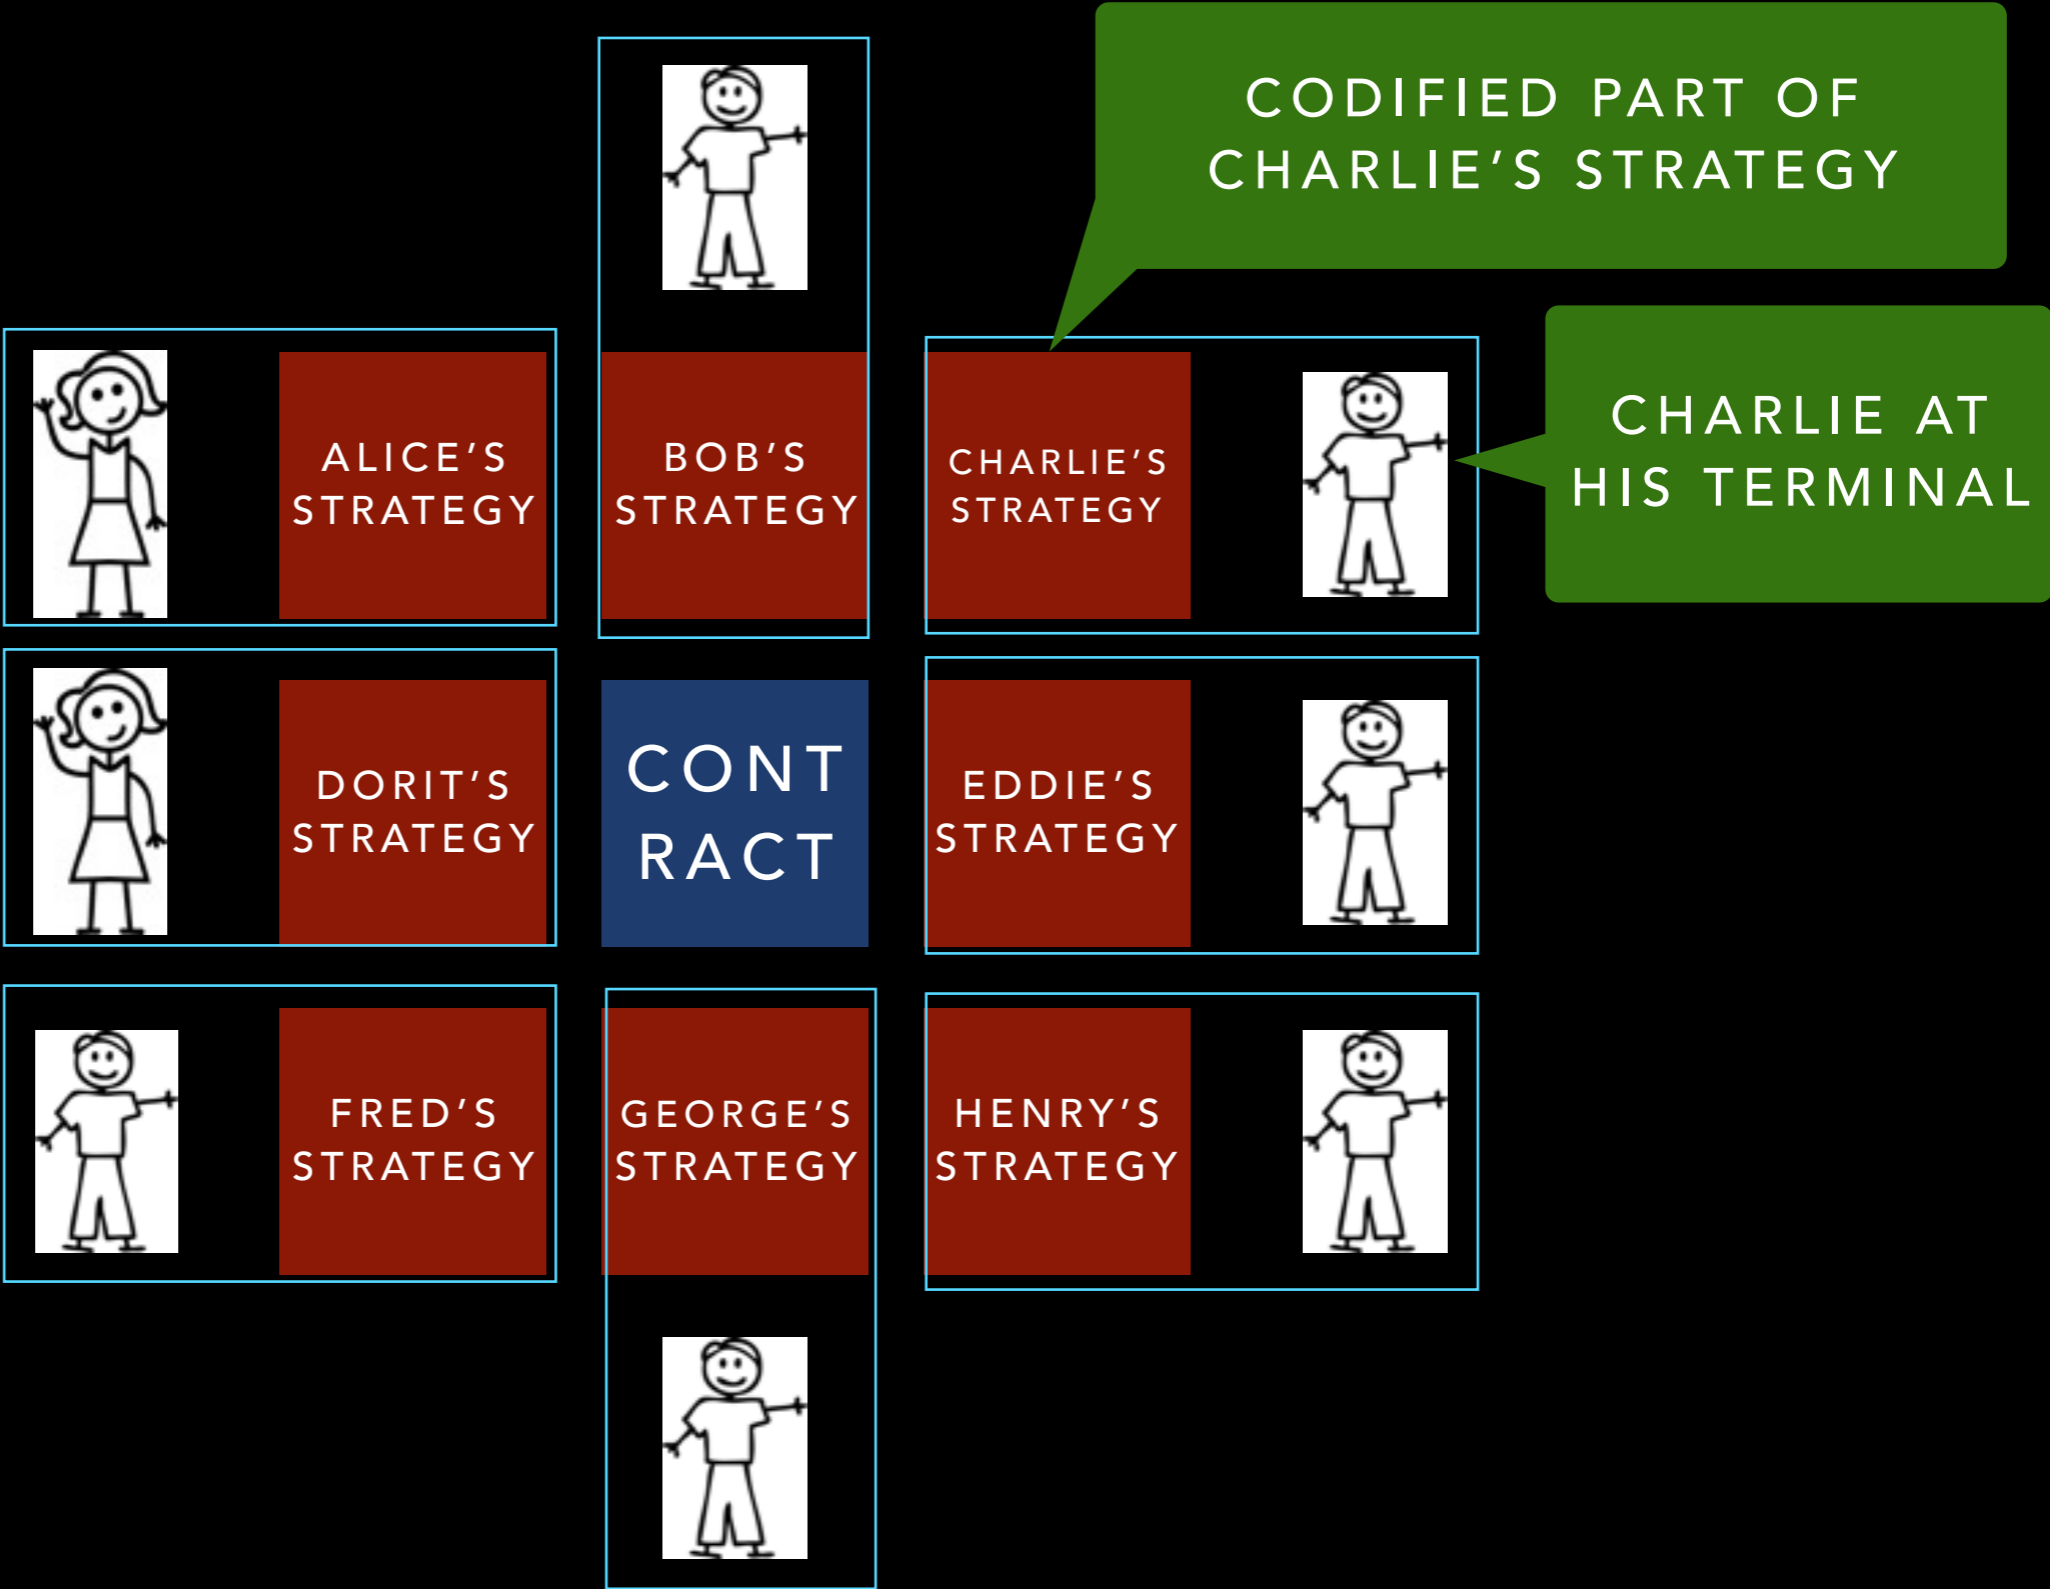 CODIFIED PART OF
CHARLIE’S STRATEGY
CHARLIE AT
HIS TERMINAL
ALICE’S
STRATEGY
BOB’S
STRATEGY
CHARLIE’S
STRATEGY
DORIT’S
STRATEGY
CONT
RACT
EDDIE’S
STRATEGY
FRED’S
STRATEGY
GEORGE’S
STRATEGY
HENRY’S
STRATEGY